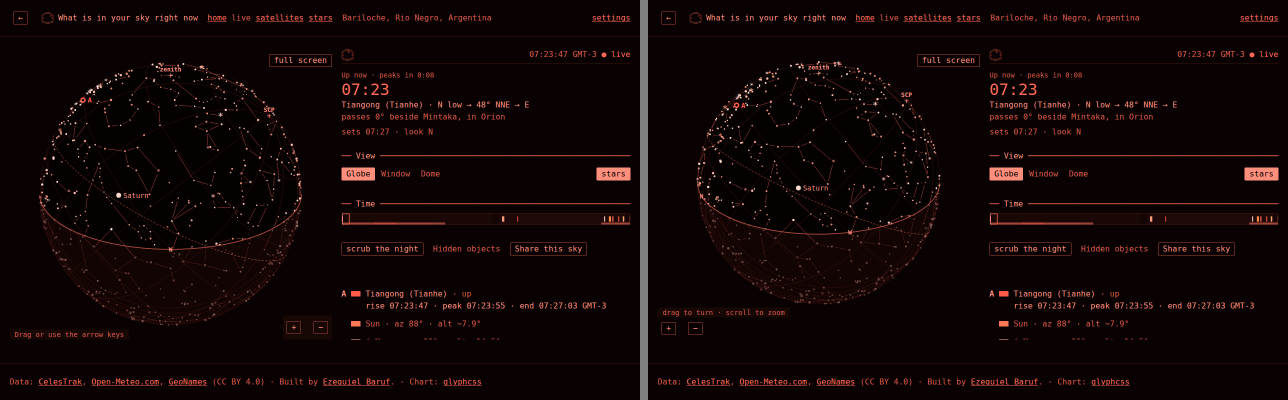 ← What is in your sky right now home live satellites stars Bariloche, Rio Negro, Argentina settings
full screen
07:23:47 GMT-3 ● live
zenith
SCP
A
Saturn
W
Up now · peaks in 0:08
07:23
Tiangong (Tianhe) · N low → 48° NNE → E
passes 0° beside Mintaka, in Orion
sets 07:27 · look N
View
Globe Window Dome stars
Time
scrub the night Hidden objects Share this sky
A Tiangong (Tianhe) · up
rise 07:23:47 · peak 07:23:55 · end 07:27:03 GMT-3
Sun · az 88° · alt −7.9°
+ −
Drag or use the arrow keys
Data: CelesTrak, Open-Meteo.com, GeoNames (CC BY 4.0) · Built by Ezequiel Baruf. · Chart: glyphcss
← What is in your sky right now home live satellites stars Bariloche, Rio Negro, Argentina settings
full screen
07:23:47 GMT-3 ● live
zenith
SCP
A
Saturn
N
W
Up now · peaks in 0:08
07:23
Tiangong (Tianhe) · N low → 48° NNE → E
passes 0° beside Mintaka, in Orion
sets 07:27 · look N
View
Globe Window Dome stars
Time
scrub the night Hidden objects Share this sky
A Tiangong (Tianhe) · up
rise 07:23:47 · peak 07:23:55 · end 07:27:03 GMT-3
Sun · az 88° · alt −7.9°
drag to turn · scroll to zoom
+ −
Data: CelesTrak, Open-Meteo.com, GeoNames (CC BY 4.0) · Built by Ezequiel Baruf. · Chart: glyphcss